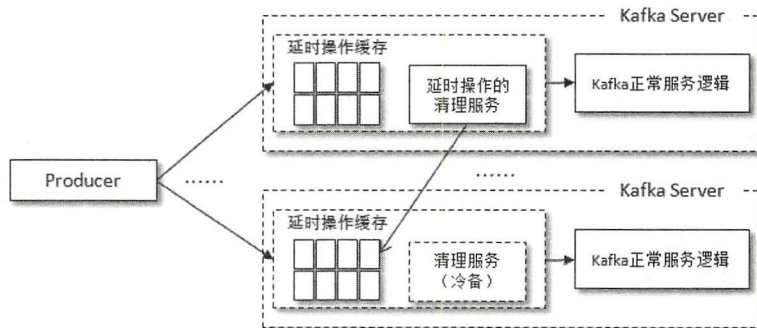 Kafka Server
延时操作缓存
延时操作的
清理服务
Kafka正常服务逻辑
Producer
……
……
Kafka Server
延时操作缓存
清理服务
（冷备）
Kafka正常服务逻辑